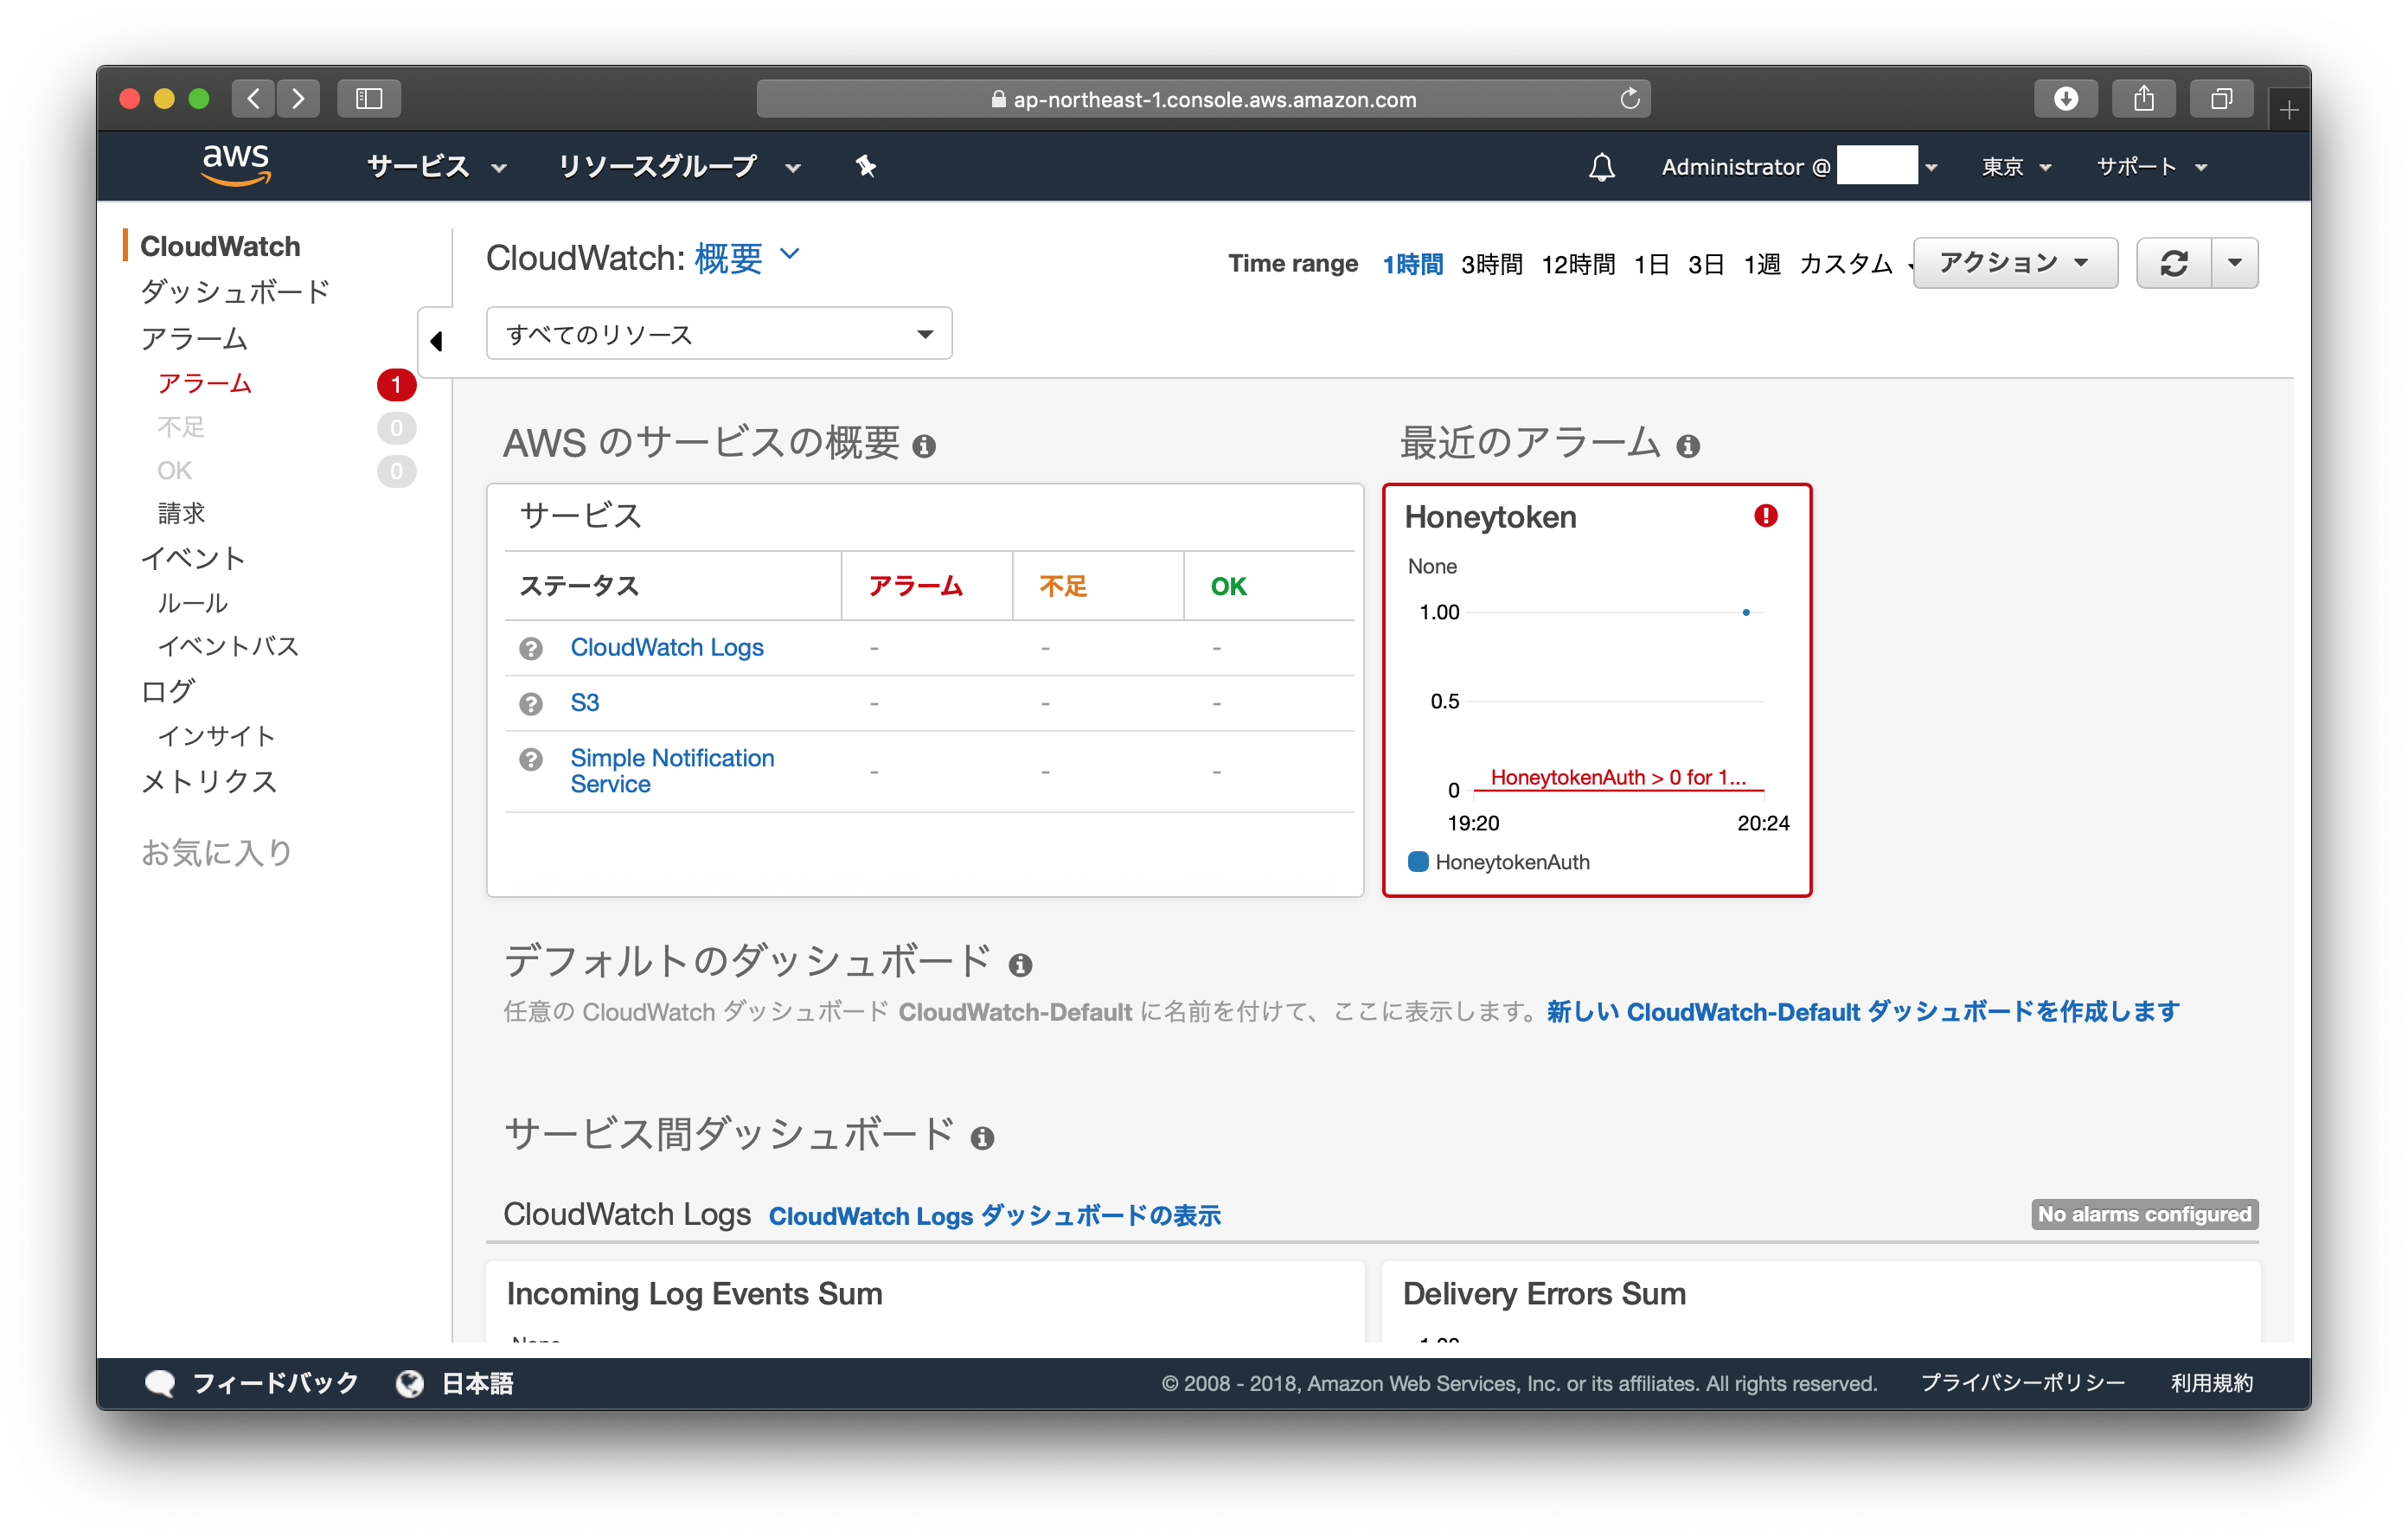 ap-northeast-1.console.aws.amazon.com
aws サービス リソースグループ Administrator @ 東京 サポート
CloudWatch
ダッシュボード
アラーム
アラーム 1
不足 0
OK 0
請求
イベント
ルール
イベントバス
ログ
インサイト
メトリクス
お気に入り
CloudWatch: 概要
Time range 1時間 3時間 12時間 1日 3日 1週 カスタム アクション
すべてのリソース
AWS のサービスの概要
サービス
ステータス アラーム 不足 OK
CloudWatch Logs - - -
S3 - - -
Simple Notification
Service - - -
最近のアラーム
Honeytoken
None
1.00
0.5
HoneytokenAuth > 0 for 1...
0
19:20 20:24
HoneytokenAuth
デフォルトのダッシュボード
任意の CloudWatch ダッシュボード CloudWatch-Default に名前を付けて、ここに表示します。新しい CloudWatch-Default ダッシュボードを作成します
サービス間ダッシュボード
CloudWatch Logs CloudWatch Logs ダッシュボードの表示 No alarms configured
Incoming Log Events Sum
Delivery Errors Sum
フィードバック 日本語 © 2008 - 2018, Amazon Web Services, Inc. or its affiliates. All rights reserved. プライバシーポリシー 利用規約